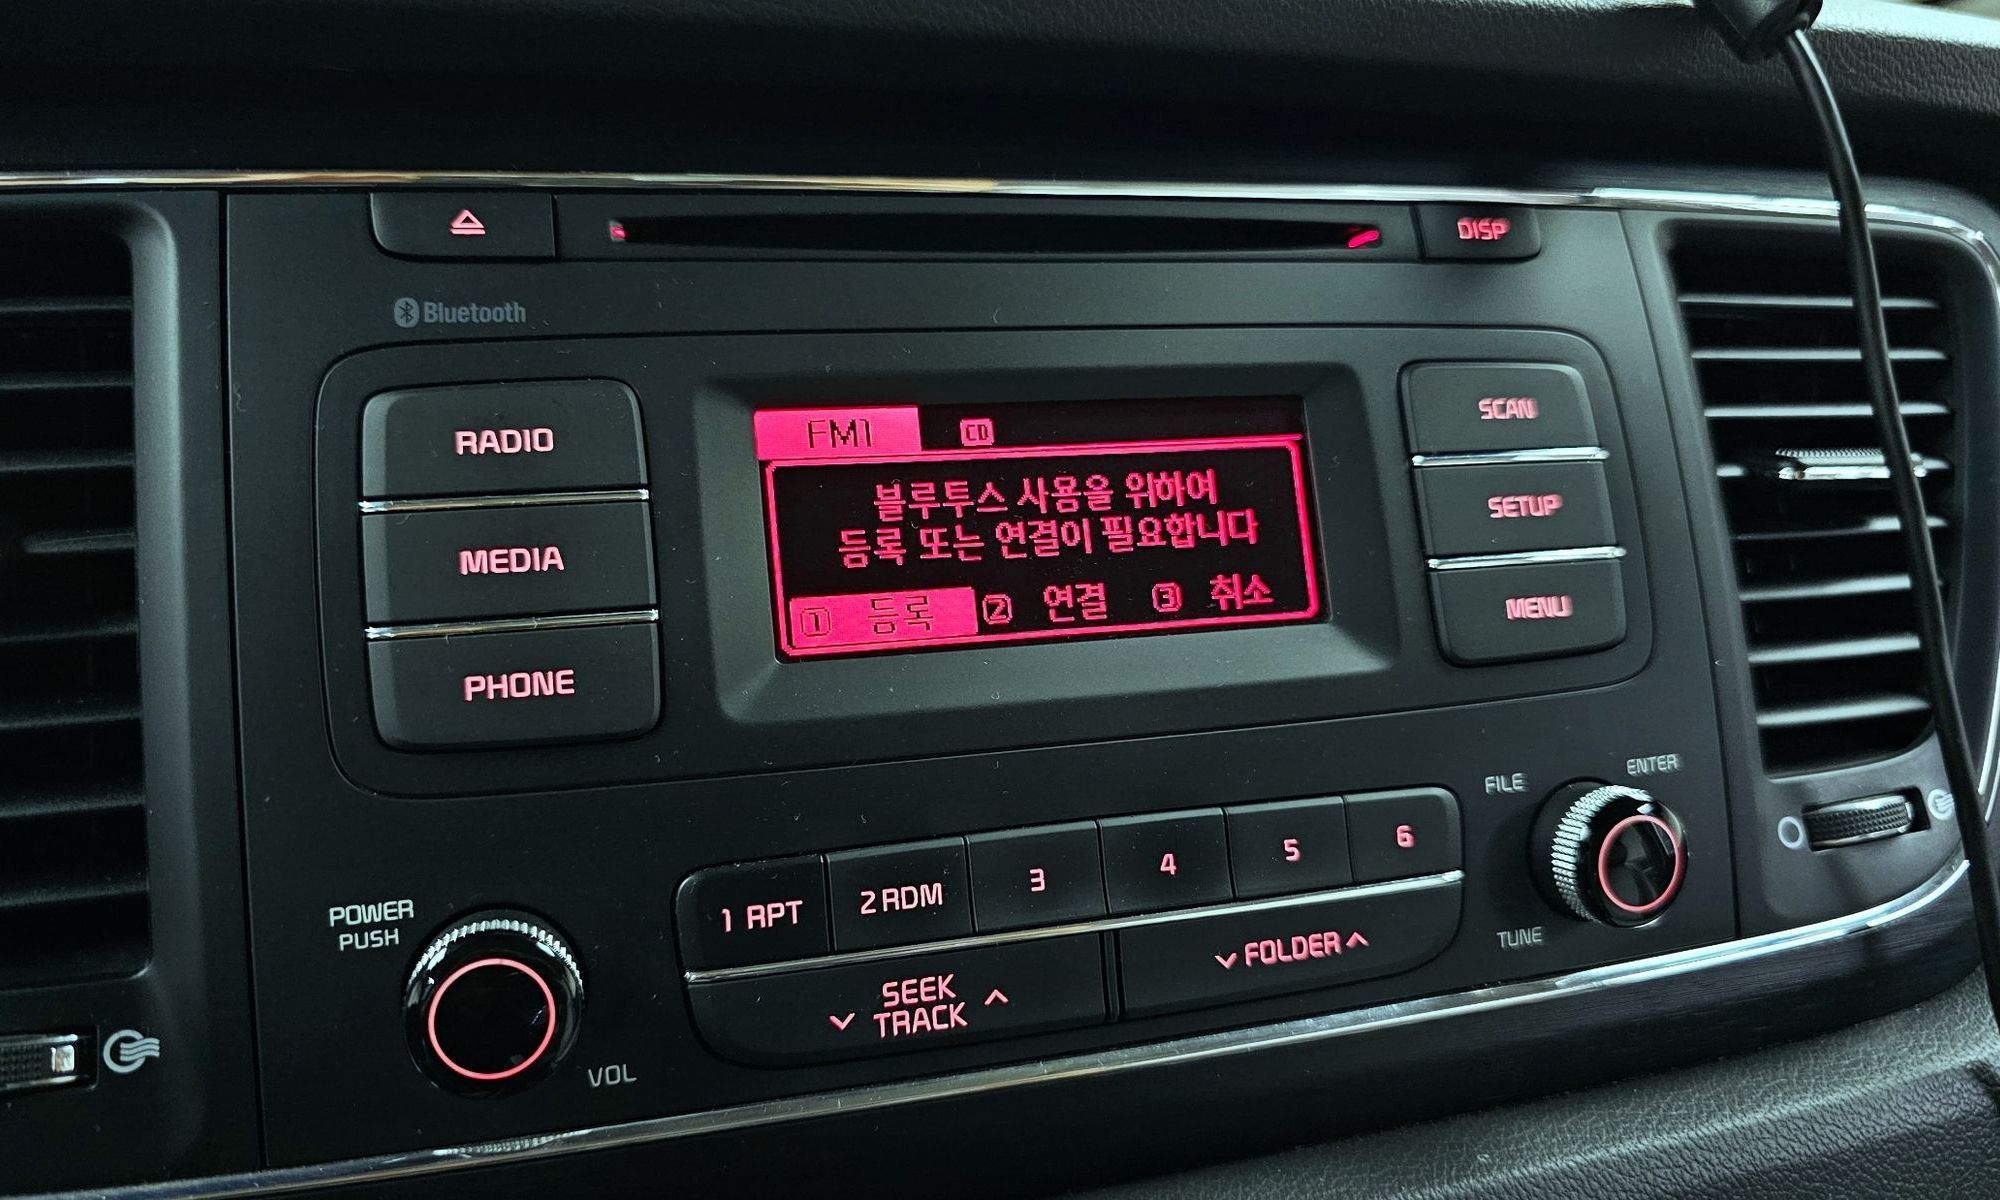 DISP
Bluetooth
RADIO
MEDIA
PHONE
FM1 CD
블루투스 사용을 위하여
등록 또는 연결이 필요합니다
1 등록 2 연결 3 취소
SCAN
SETUP
MENU
POWER
PUSH
VOL
1 RPT 2 RDM 3 4 5 6
SEEK
TRACK
FOLDER
FILE
ENTER
TUNE